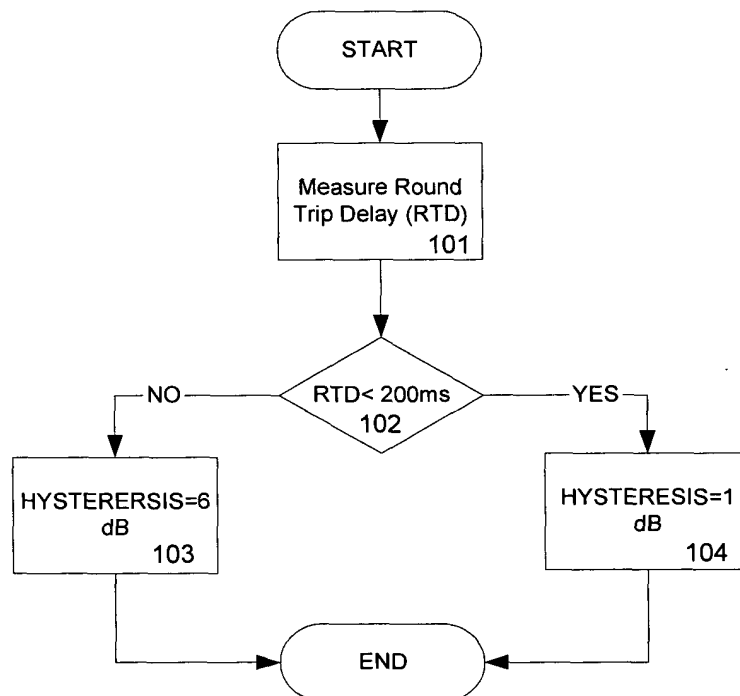 START
Measure Round
Trip Delay (RTD)
101
RTD< 200ms
102
NO
YES
HYSTERERSIS=6
dB
103
HYSTERESIS=1
dB
104
END